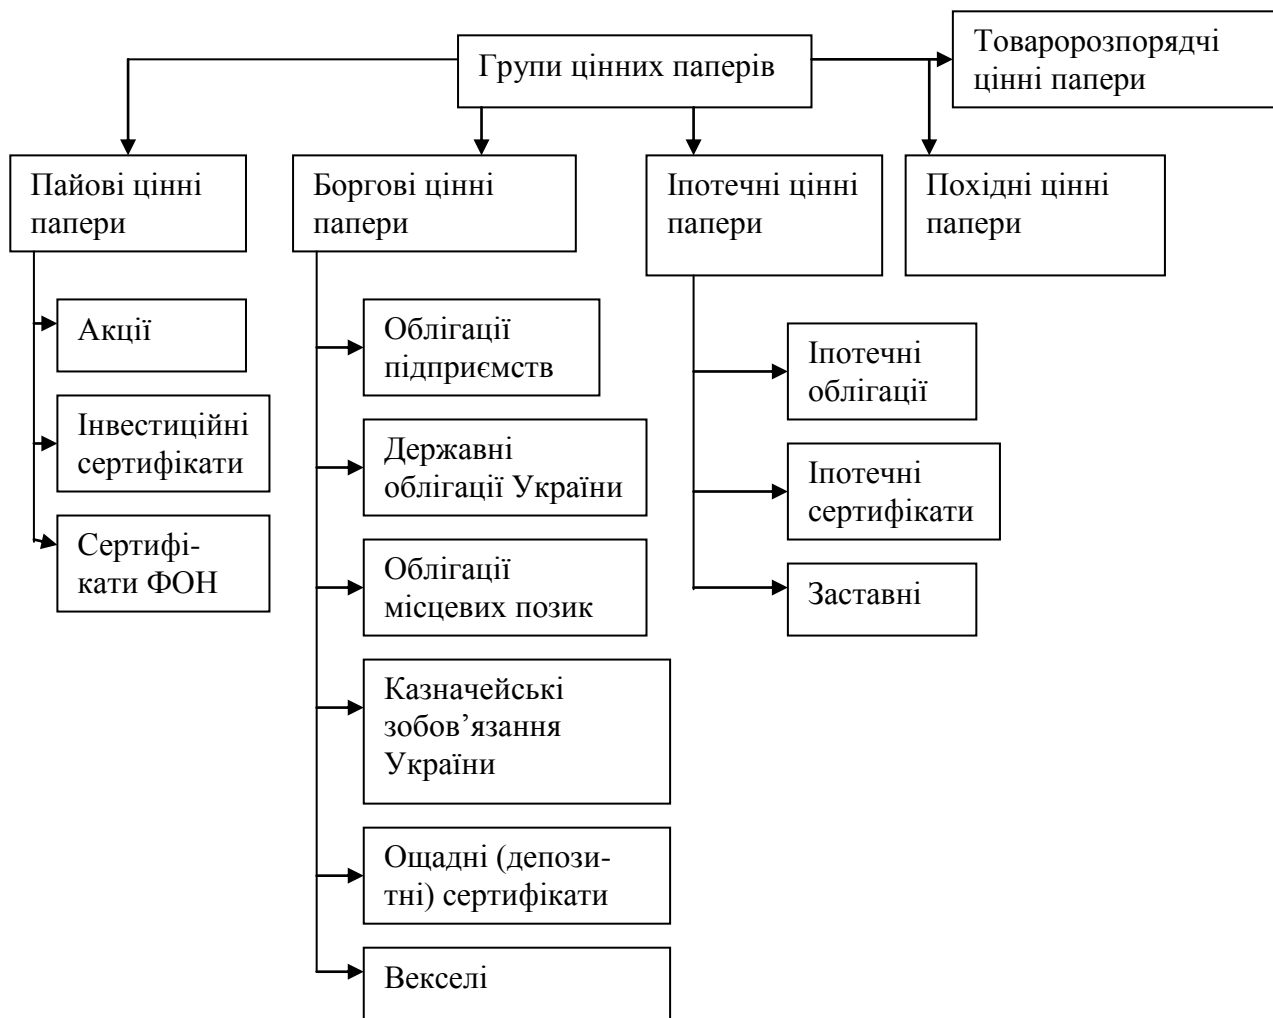 Групи цінних паперів
Товаророзпорядчі
цінні папери
Пайові цінні
папери
Боргові цінні
папери
Іпотечні цінні
папери
Похідні цінні
папери
Акції
Інвестиційні
сертифікати
Сертифі-
кати ФОН
Облігації
підприємств
Державні
облігації України
Облігації
місцевих позик
Казначейські
зобов’язання
України
Ощадні (депози-
тні) сертифікати
Векселі
Іпотечні
облігації
Іпотечні
сертифікати
Заставні